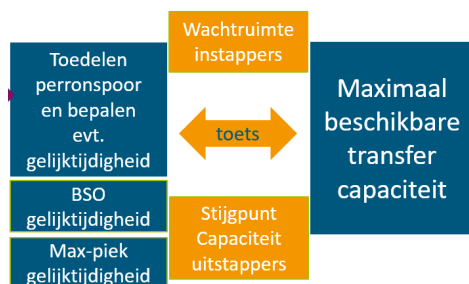 Toedelen
perronspoor
en bepalen
evt.
gelijktijdigheid
BSO
gelijktijdigheid
Max-piek
gelijktijdigheid
Wachtruimte
instappers
toets
Stijgpunt
Capaciteit
uitstappers
Maximaal
beschikbare
transfer
capaciteit